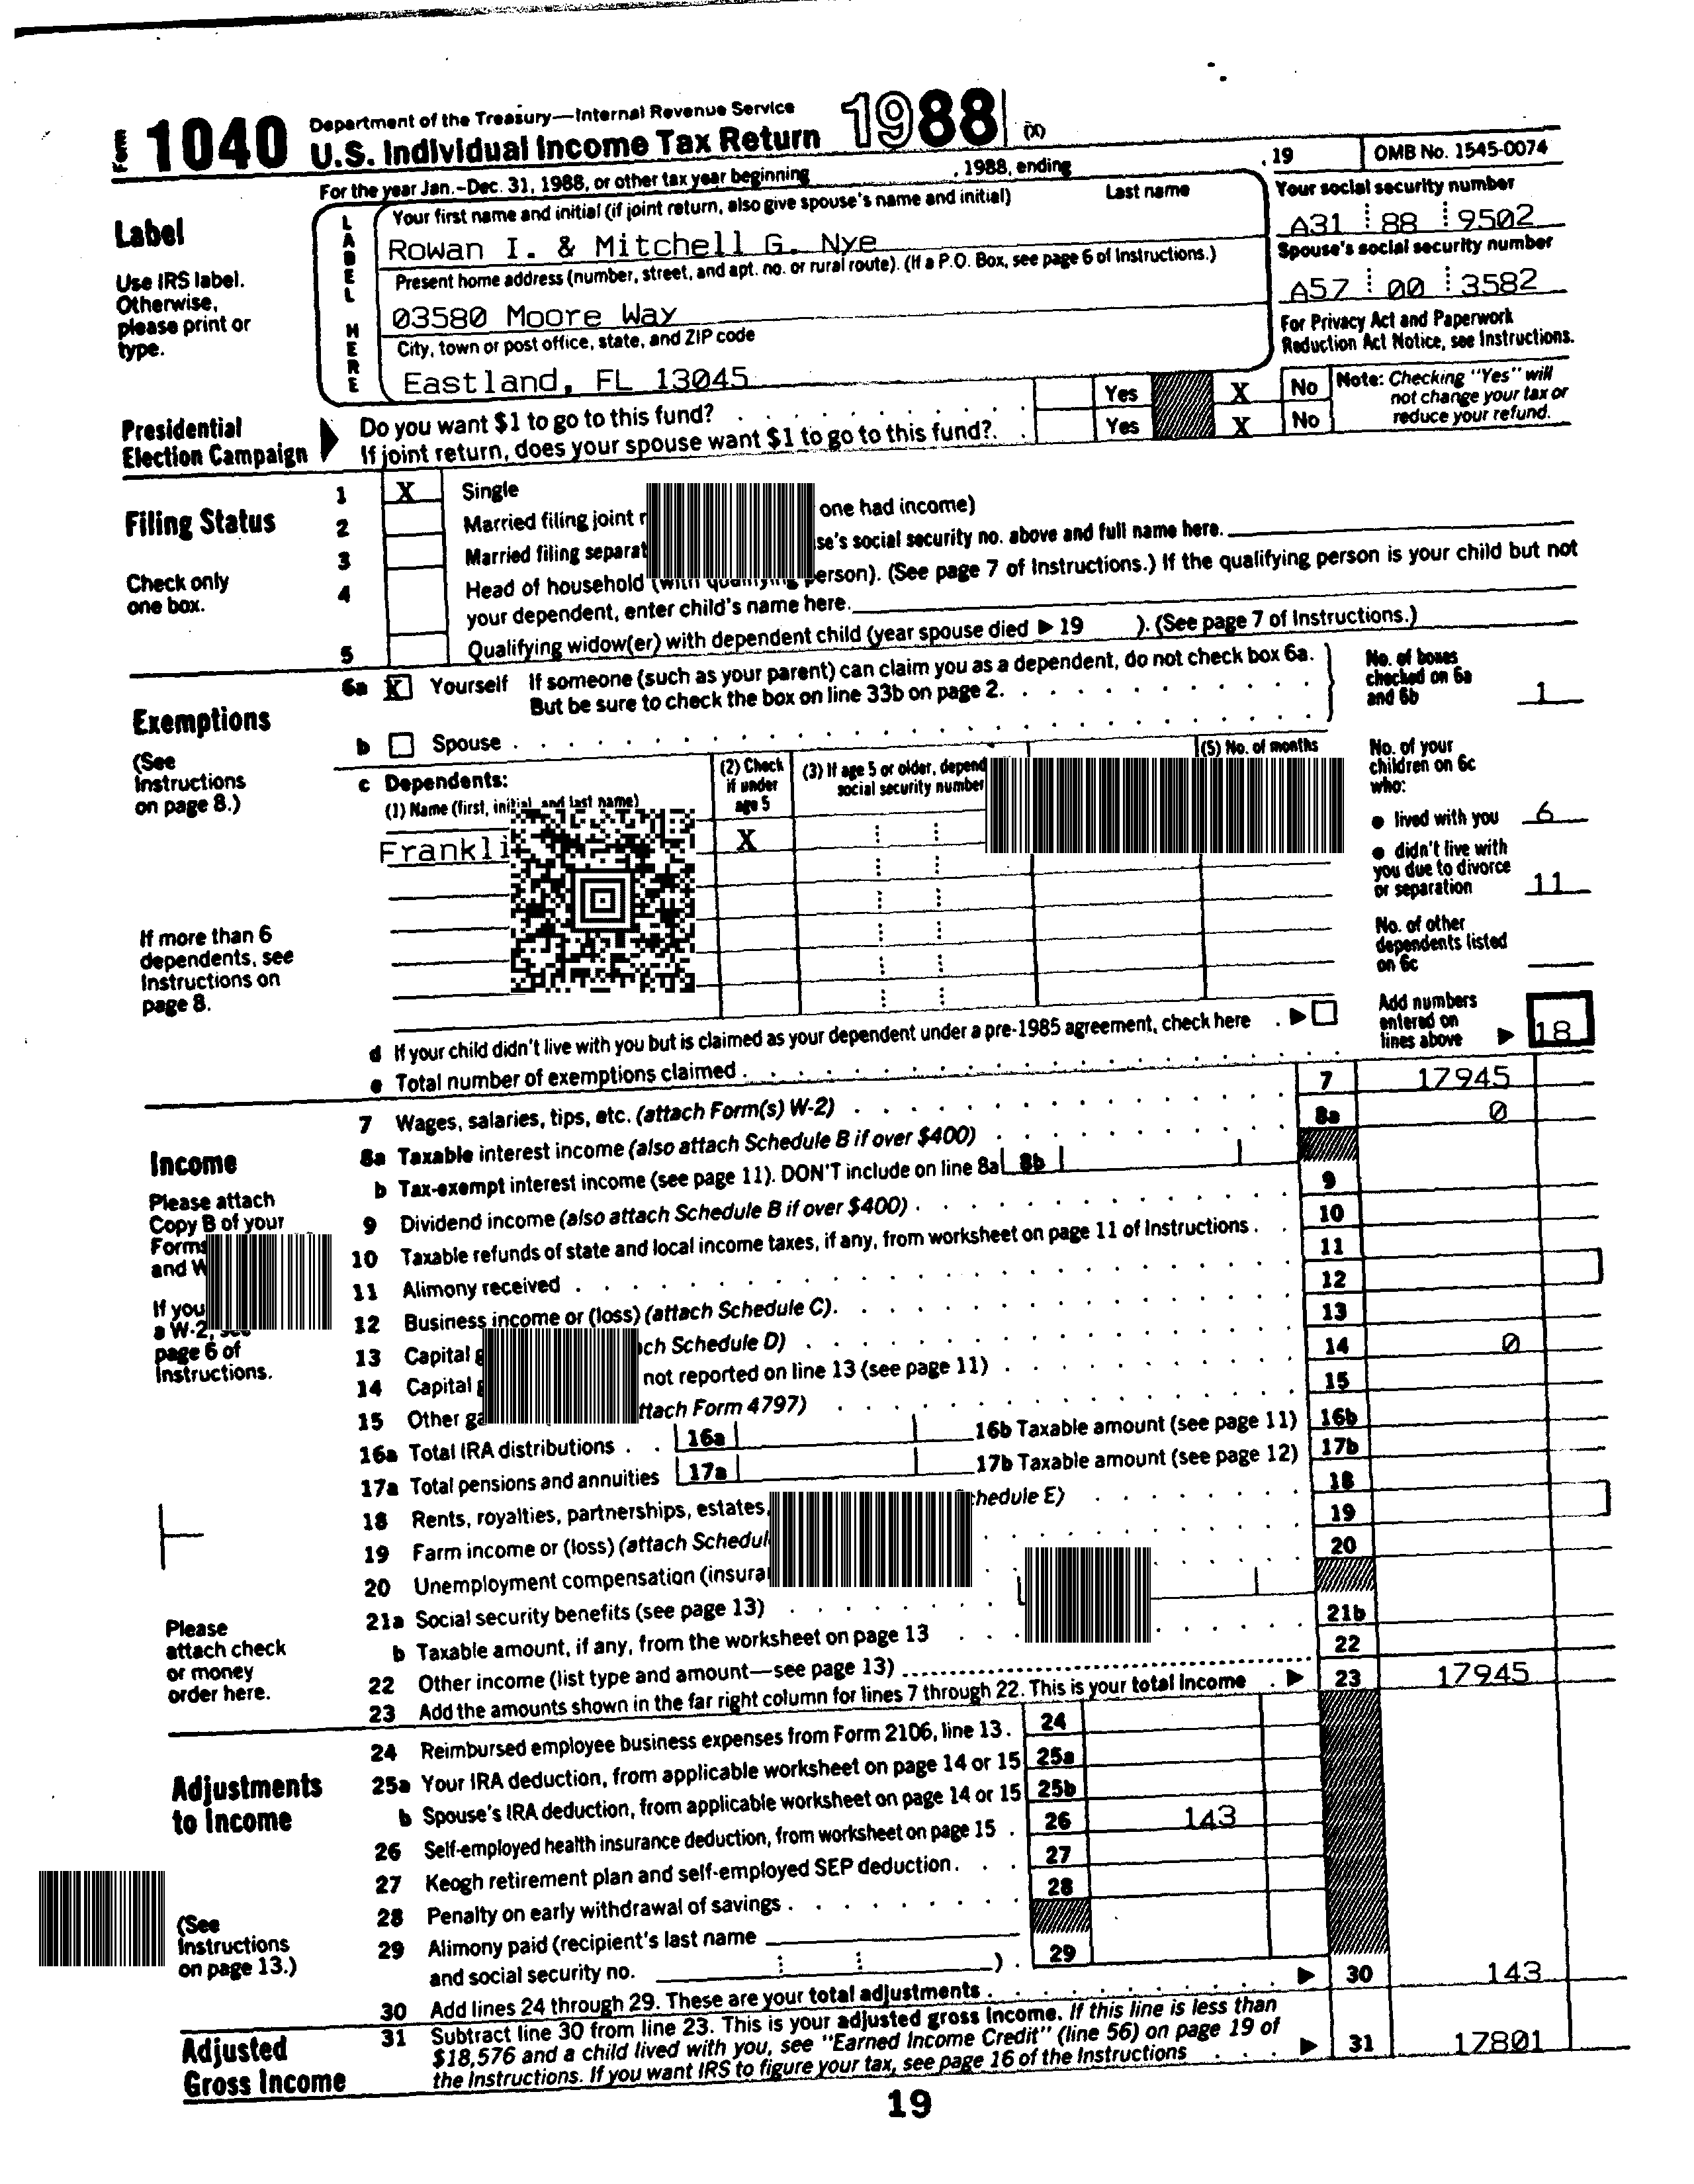 Form 1040 Department of the Treasury—Internal Revenue Service
U.S. Individual Income Tax Return 1988 (X)
For the year Jan.-Dec. 31, 1988, or other tax year beginning , 1988, ending , 19 OMB No. 1545-0074
Label
Use IRS label.
Otherwise,
please print or
type.
LABEL HERE
Your first name and initial (if joint return, also give spouse's name and initial) Last name
Rowan I. & Mitchell G. Nye
Present home address (number, street, and apt. no. or rural route). (If a P.O. Box, see page 6 of Instructions.)
03580 Moore Way
City, town or post office, state, and ZIP code
Eastland, FL 13045
Your social security number
A31 88 9502
Spouse's social security number
A57 00 3582
For Privacy Act and Paperwork
Reduction Act Notice, see Instructions.
Presidential
Election Campaign
Do you want $1 to go to this fund? Yes X No
If joint return, does your spouse want $1 to go to this fund? Yes X No
Note: Checking "Yes" will
not change your tax or
reduce your refund.
Filing Status
Check only
one box.
1 X Single
2 Married filing joint one had income)
3 Married filing separat se's social security no. above and full name here.
4 Head of household (with qualifying person). (See page 7 of Instructions.) If the qualifying person is your child but not
your dependent, enter child's name here.
5 Qualifying widow(er) with dependent child (year spouse died ▶ 19 ). (See page 7 of Instructions.)
Exemptions
(See
Instructions
on page 8.)
If more than 6
dependents, see
Instructions on
page 8.
6a X Yourself If someone (such as your parent) can claim you as a dependent, do not check box 6a.
But be sure to check the box on line 33b on page 2.
b Spouse
c Dependents:
(1) Name (first, initial, and last name)
(2) Check
if under
age 5
(3) If age 5 or older, depend
social security number
(5) No. of months
Frankli X
d If your child didn't live with you but is claimed as your dependent under a pre-1985 agreement, check here ▶
e Total number of exemptions claimed
No. of boxes
checked on 6a
and 6b 1
No. of your
children on 6c
who:
● lived with you 6
● didn't live with
you due to divorce
or separation 11
No. of other
dependents listed
on 6c
Add numbers
entered on
lines above ▶ 18
Income
Please attach
Copy B of your
Forms
and W
If you
a W-2, see
page 6 of
Instructions.
Please
attach check
or money
order here.
7 Wages, salaries, tips, etc. (attach Form(s) W-2) 7 17945
8a Taxable interest income (also attach Schedule B if over $400) 8a 0
b Tax-exempt interest income (see page 11). DON'T include on line 8a 8b
9 Dividend income (also attach Schedule B if over $400) 9
10 Taxable refunds of state and local income taxes, if any, from worksheet on page 11 of Instructions 10
11 Alimony received 11
12 Business income or (loss) (attach Schedule C) 12
13 Capital g ch Schedule D) 13
14 Capital g not reported on line 13 (see page 11) 14 0
15 Other ga ttach Form 4797) 15
16a Total IRA distributions 16a 16b Taxable amount (see page 11) 16b
17a Total pensions and annuities 17a 17b Taxable amount (see page 12) 17b
18 Rents, royalties, partnerships, estates, chedule E) 18
19 Farm income or (loss) (attach Schedul 19
20 Unemployment compensation (insura 20
21a Social security benefits (see page 13)
b Taxable amount, if any, from the worksheet on page 13 21b
22 Other income (list type and amount—see page 13) 22
23 Add the amounts shown in the far right column for lines 7 through 22. This is your total income ▶ 23 17945
Adjustments
to Income
(See
Instructions
on page 13.)
24 Reimbursed employee business expenses from Form 2106, line 13. 24
25a Your IRA deduction, from applicable worksheet on page 14 or 15 25a
b Spouse's IRA deduction, from applicable worksheet on page 14 or 15 25b
26 Self-employed health insurance deduction, from worksheet on page 15 26 143
27 Keogh retirement plan and self-employed SEP deduction 27
28 Penalty on early withdrawal of savings 28
29 Alimony paid (recipient's last name
and social security no. ) 29
30 Add lines 24 through 29. These are your total adjustments ▶ 30 143
Adjusted
Gross Income
31 Subtract line 30 from line 23. This is your adjusted gross income. If this line is less than
$18,576 and a child lived with you, see "Earned Income Credit" (line 56) on page 19 of
the Instructions. If you want IRS to figure your tax, see page 16 of the Instructions ▶ 31 17801
19